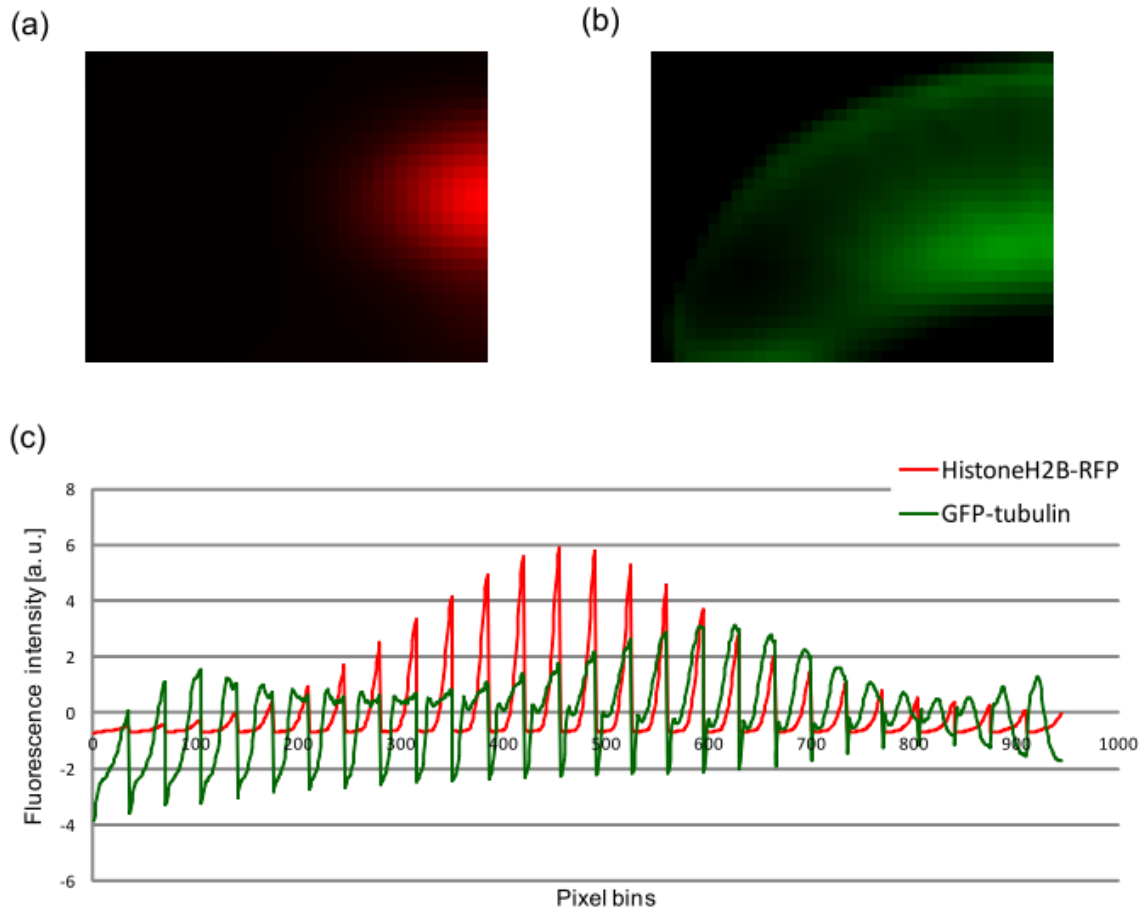 (a)
(b)
(c)
HistoneH2B-RFP
GFP-tubulin
Fluorescence intensity [a. u.]
8
6
4
2
0
-2
-4
-6
0 100 200 300 400 500 600 700 800 900 1000
Pixel bins